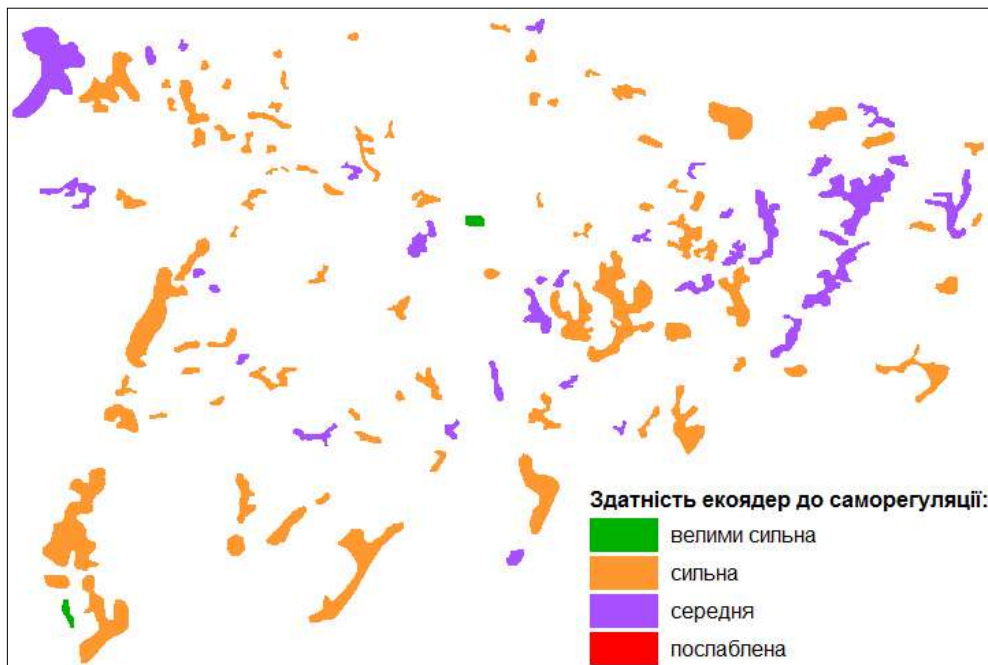 Здатність екоядер до саморегуляції:
велими сильна
сильна
середня
послаблена